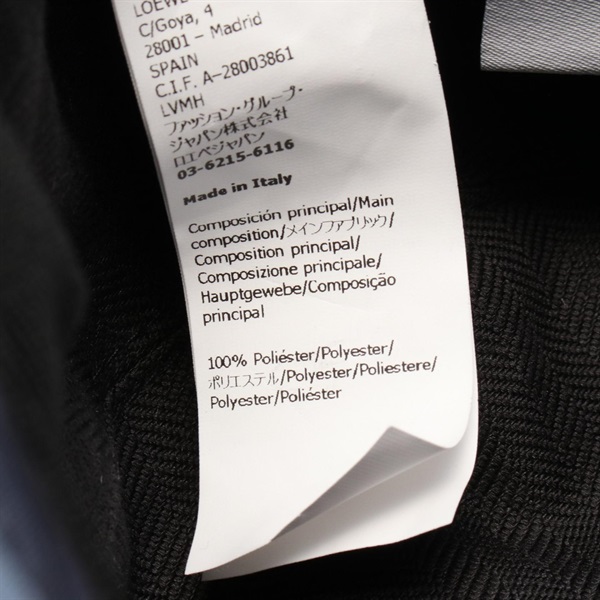 LOEWE
C/Goya, 4
28001 - Madrid
SPAIN
C.I.F. A-28003861
LVMH
ファッション・グループ・
ジャパン株式会社
ロエベジャパン
03-6215-6116
Made in Italy
Composición principal/Main
composition/メインファブリック/
Composition principal/
Composizione principale/
Hauptgewebe/Composição
principal
100% Poliéster/Polyester/
ポリエステル/Polyester/Poliestere/
Polyester/Poliéster